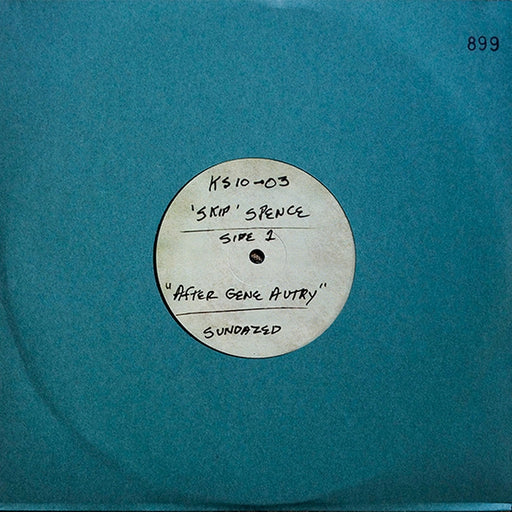 899
KS10-03
'SKIP' SPENCE
SIDE 1
"AFTER GENE AUTRY"
SUNDAZED